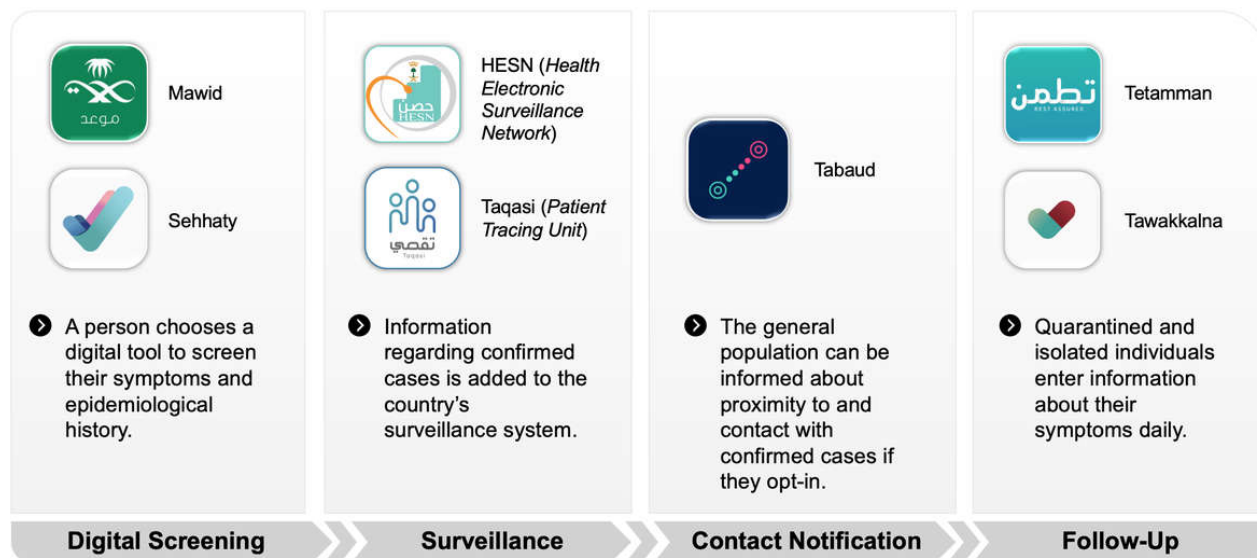 موعد
Mawid
Sehhaty
A person chooses a
digital tool to screen
their symptoms and
epidemiological
history.
Digital Screening
حصن
HESN
HESN (Health
Electronic
Surveillance
Network)
تقصي
Taqasi
Taqasi (Patient
Tracing Unit)
Information
regarding confirmed
cases is added to the
country's
surveillance system.
Surveillance
Tabaud
The general
population can be
informed about
proximity to and
contact with
confirmed cases if
they opt-in.
Contact Notification
تطمن
REST ASSURED
Tetamman
Tawakkalna
Quarantined and
isolated individuals
enter information
about their
symptoms daily.
Follow-Up